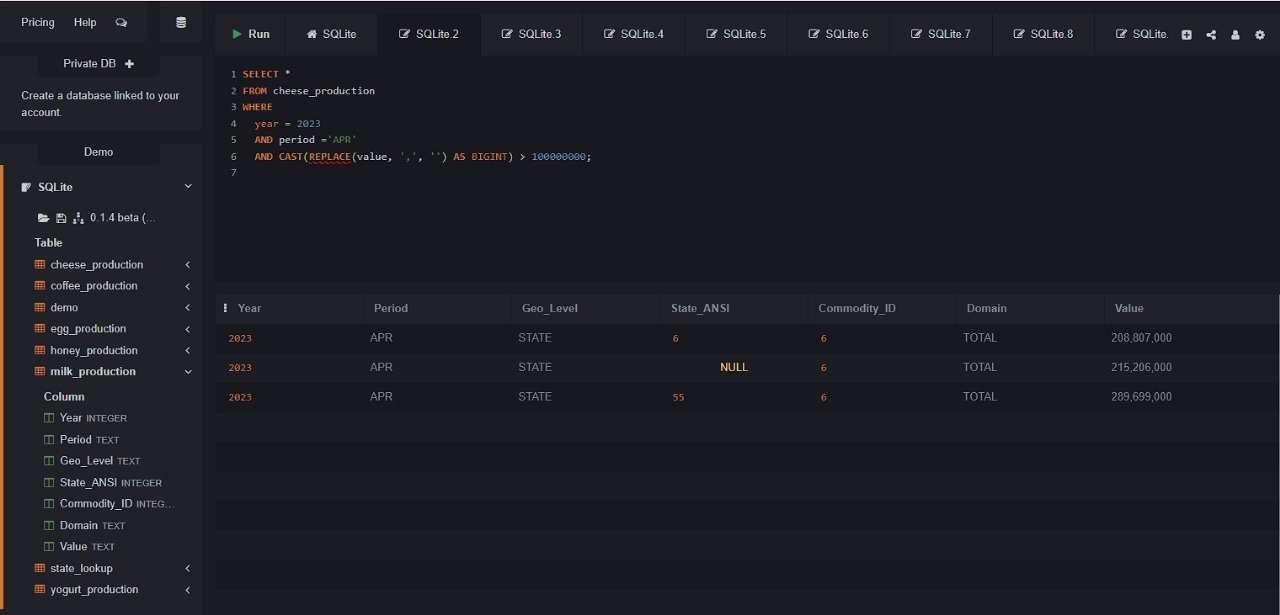 Pricing Help
Private DB
Create a database linked to your
account.
Demo
SQLite
0.1.4 beta (...
Table
cheese_production
coffee_production
demo
egg_production
honey_production
milk_production
Column
Year INTEGER
Period TEXT
Geo_Level TEXT
State_ANSI INTEGER
Commodity_ID INTEG...
Domain TEXT
Value TEXT
state_lookup
yogurt_production
Run SQLite SQLite.2 SQLite.3 SQLite.4 SQLite.5 SQLite.6 SQLite.7 SQLite.8 SQLite.
1 SELECT *
2 FROM cheese_production
3 WHERE
4 year = 2023
5 AND period ='APR'
6 AND CAST(REPLACE(value, ',', '') AS BIGINT) > 100000000;
7
Year Period Geo_Level State_ANSI Commodity_ID Domain Value
2023 APR STATE 6 6 TOTAL 208,807,000
2023 APR STATE NULL 6 TOTAL 215,206,000
2023 APR STATE 55 6 TOTAL 289,699,000